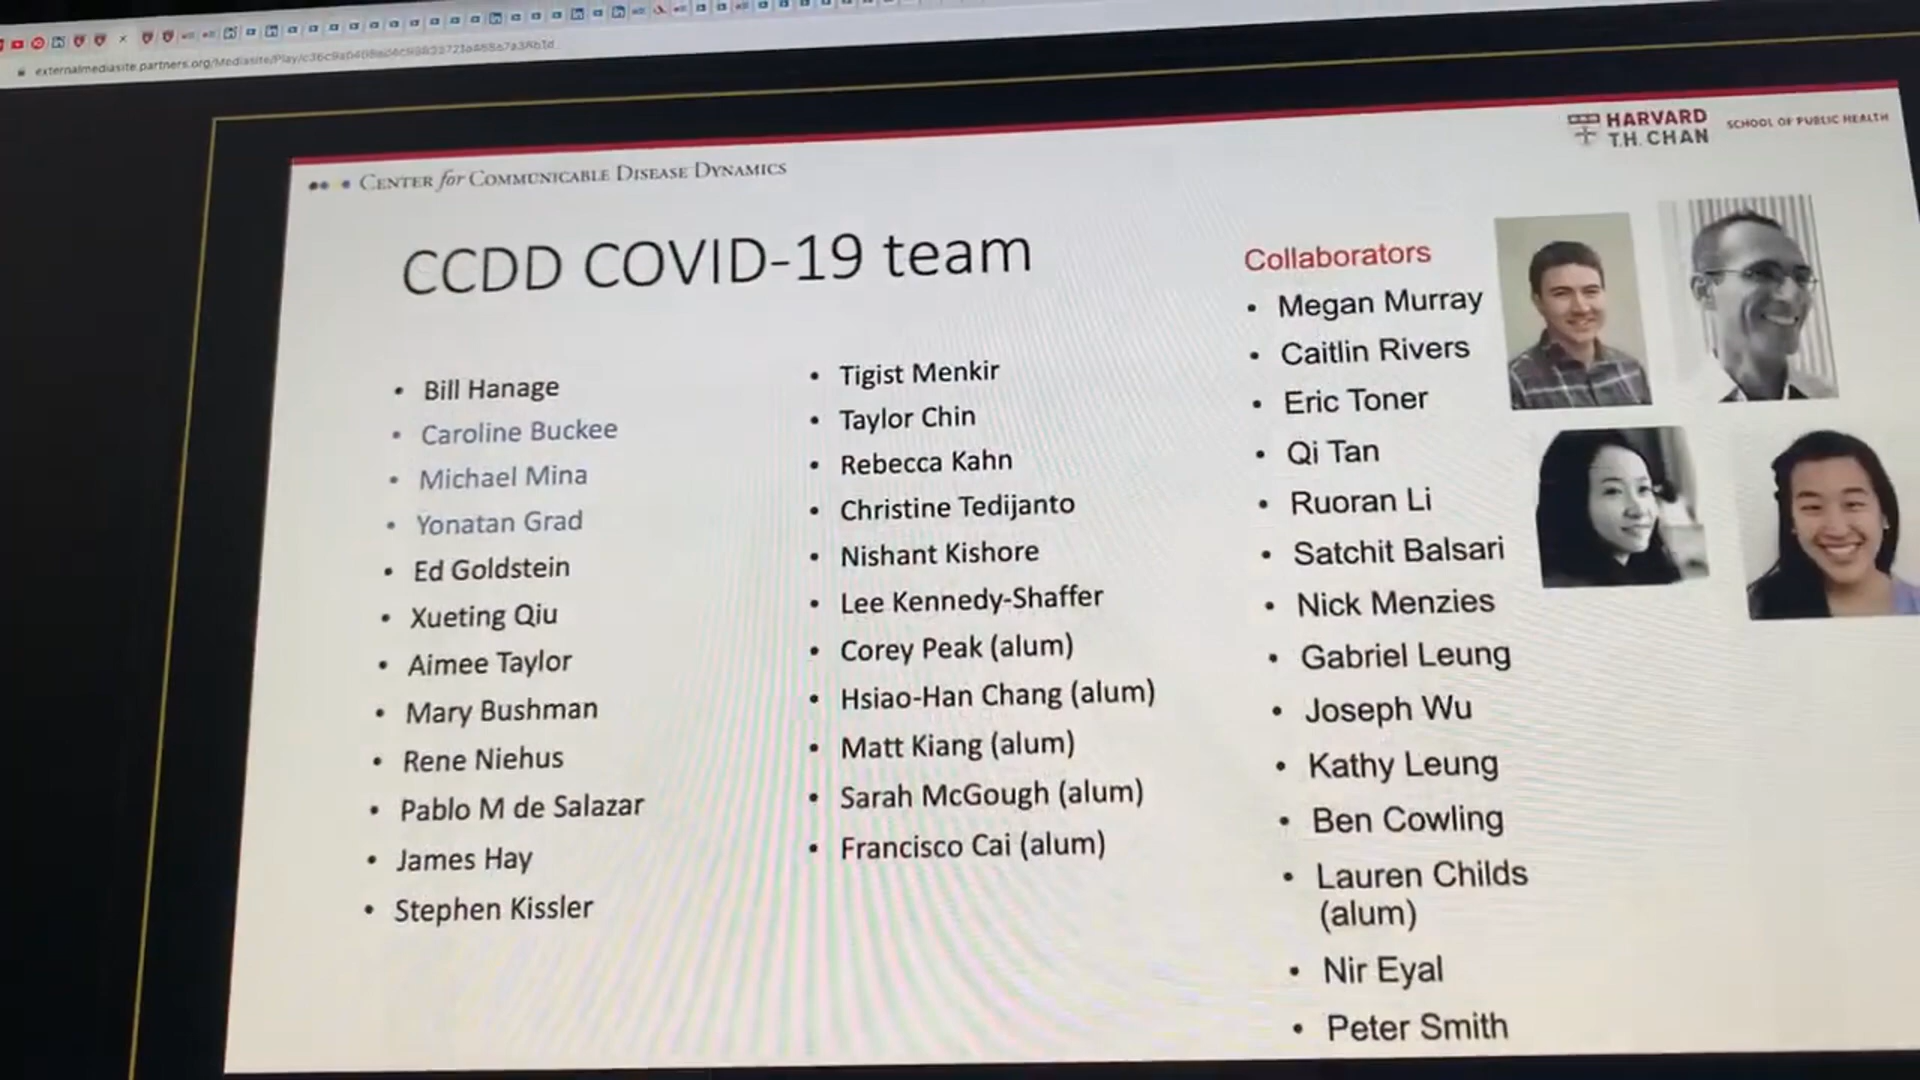 CENTER for COMMUNICABLE DISEASE DYNAMICS
HARVARD
T.H. CHAN
SCHOOL OF PUBLIC HEALTH
CCDD COVID-19 team
Bill Hanage
Caroline Buckee
Michael Mina
Yonatan Grad
Ed Goldstein
Xueting Qiu
Aimee Taylor
Mary Bushman
Rene Niehus
Pablo M de Salazar
James Hay
Stephen Kissler
Tigist Menkir
Taylor Chin
Rebecca Kahn
Christine Tedijanto
Nishant Kishore
Lee Kennedy-Shaffer
Corey Peak (alum)
Hsiao-Han Chang (alum)
Matt Kiang (alum)
Sarah McGough (alum)
Francisco Cai (alum)
Collaborators
Megan Murray
Caitlin Rivers
Eric Toner
Qi Tan
Ruoran Li
Satchit Balsari
Nick Menzies
Gabriel Leung
Joseph Wu
Kathy Leung
Ben Cowling
Lauren Childs
(alum)
Nir Eyal
Peter Smith